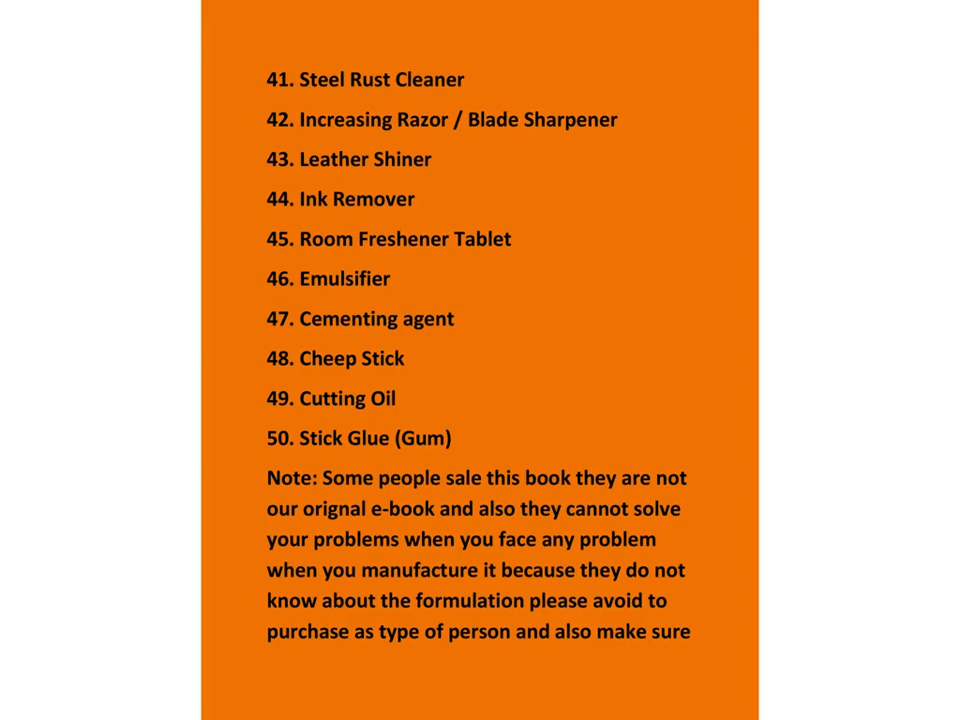 41. Steel Rust Cleaner
42. Increasing Razor / Blade Sharpener
43. Leather Shiner
44. Ink Remover
45. Room Freshener Tablet
46. Emulsifier
47. Cementing agent
48. Cheep Stick
49. Cutting Oil
50. Stick Glue (Gum)
Note: Some people sale this book they are not
our orignal e-book and also they cannot solve
your problems when you face any problem
when you manufacture it because they do not
know about the formulation please avoid to
purchase as type of person and also make sure